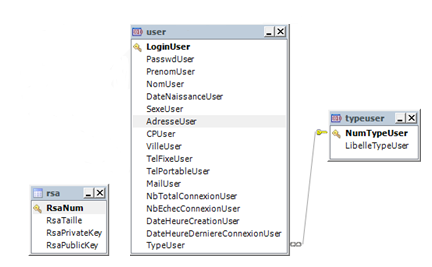 user
LoginUser
PasswdUser
PrenomUser
NomUser
DateNaissanceUser
SexeUser
AdresseUser
CPUser
VilleUser
TelFixeUser
TelPortableUser
MailUser
NbTotalConnexionUser
NbEchecConnexionUser
DateHeureCreationUser
DateHeureDerniereConnexionUser
TypeUser
typeuser
NumTypeUser
LibelleTypeUser
rsa
RsaNum
RsaTaille
RsaPrivateKey
RsaPublicKey